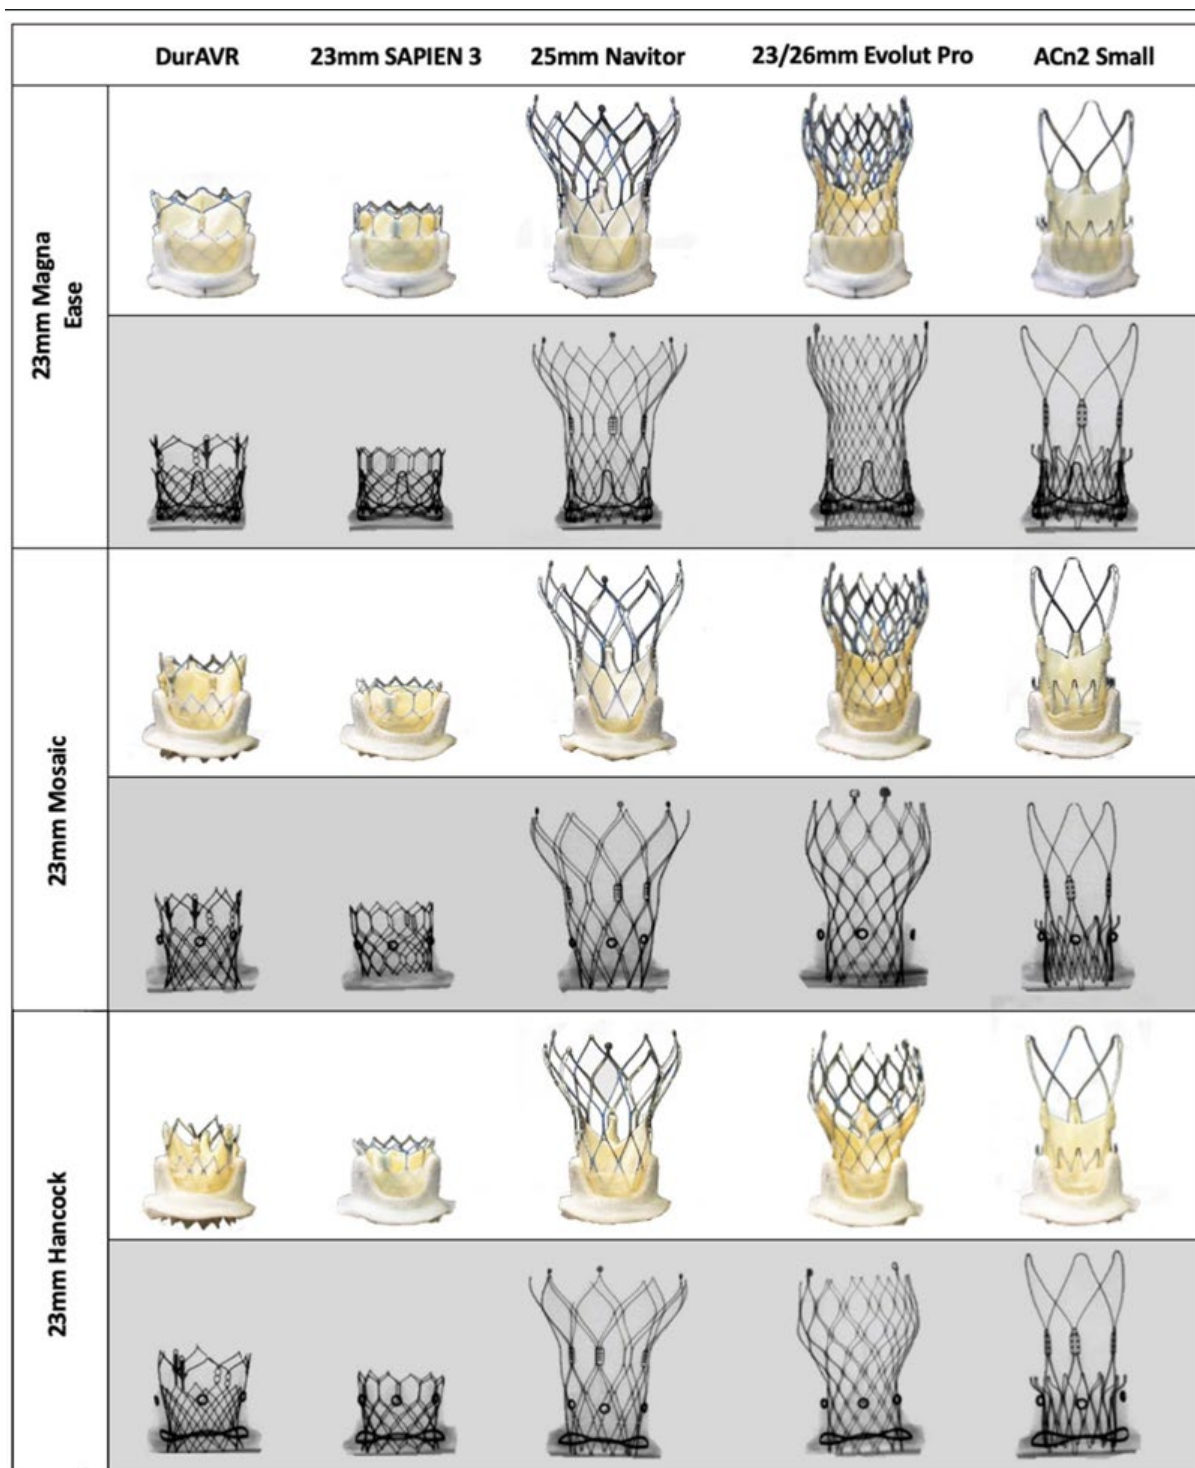 DurAVR
23mm SAPIEN 3
25mm Navitor
23/26mm Evolut Pro
ACn2 Small
23mm Magna
Ease
23mm Mosaic
23mm Hancock